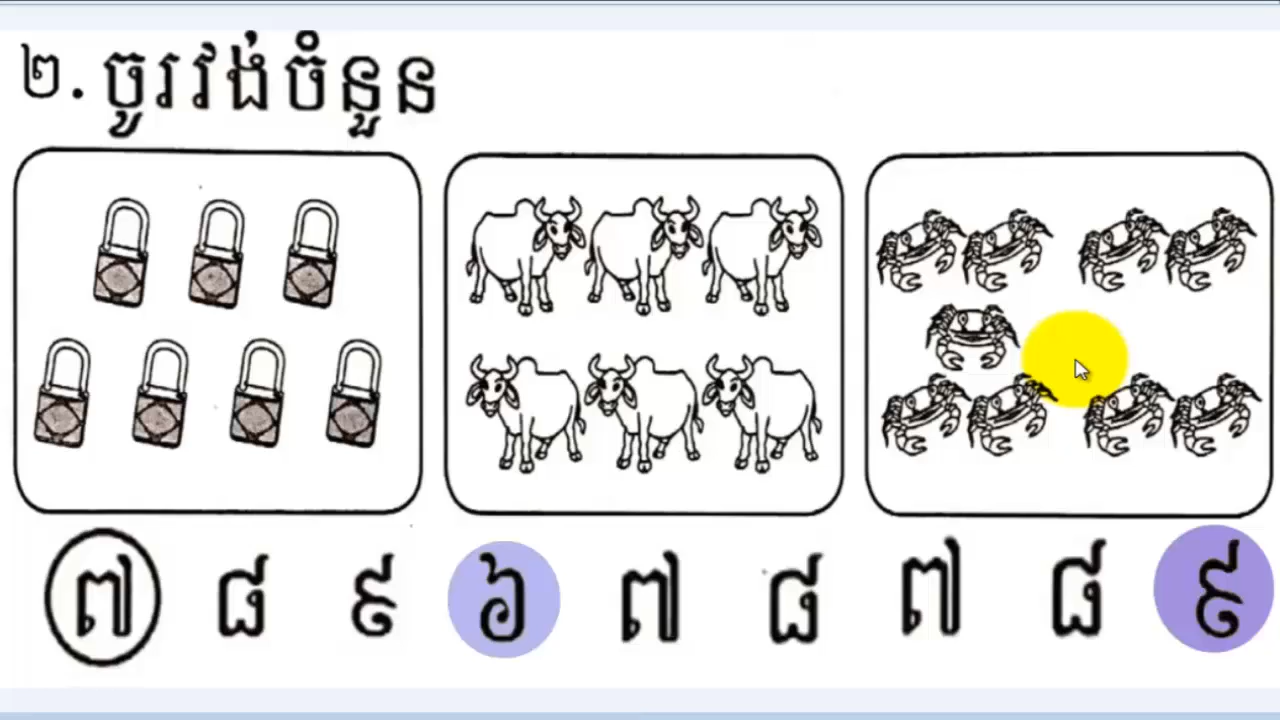 ២. ចូរវង់ចំនួន
៧ ៨ ៩ ៦ ៧ ៨ ៧ ៨ ៩